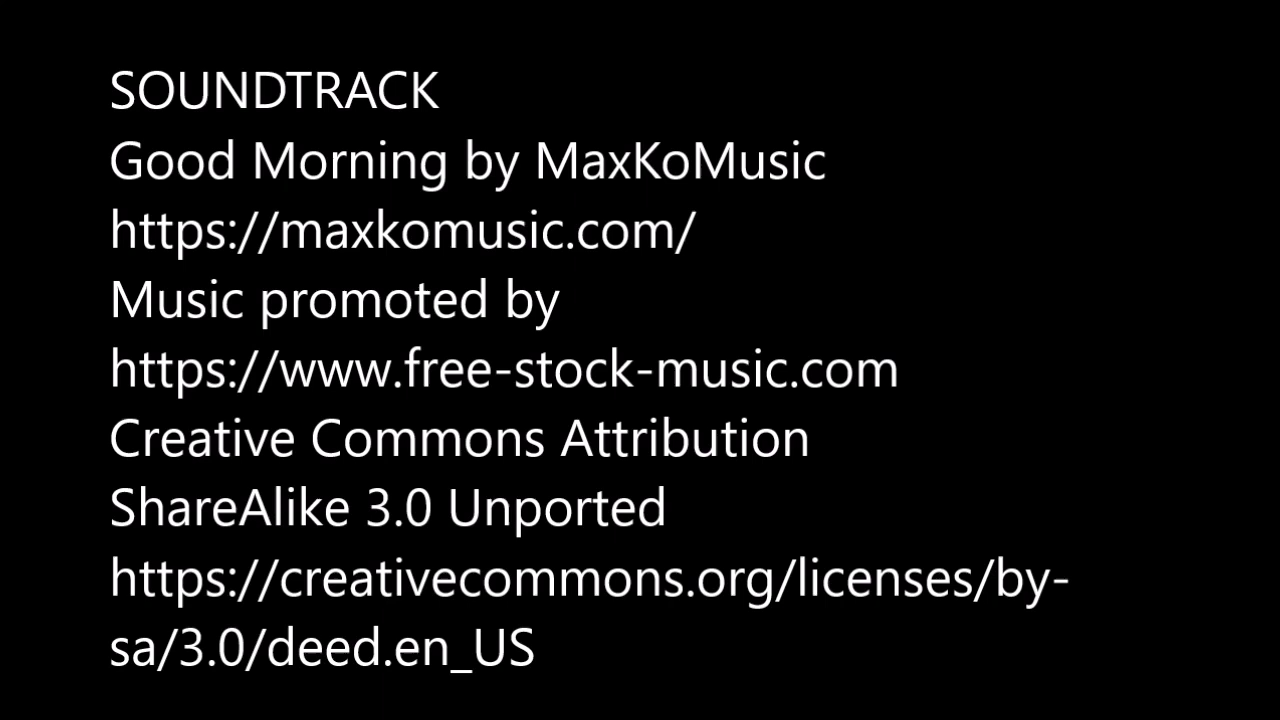 SOUNDTRACK
Good Morning by MaxKoMusic
https://maxkomusic.com/
Music promoted by
https://www.free-stock-music.com
Creative Commons Attribution
ShareAlike 3.0 Unported
https://creativecommons.org/licenses/by-
sa/3.0/deed.en_US